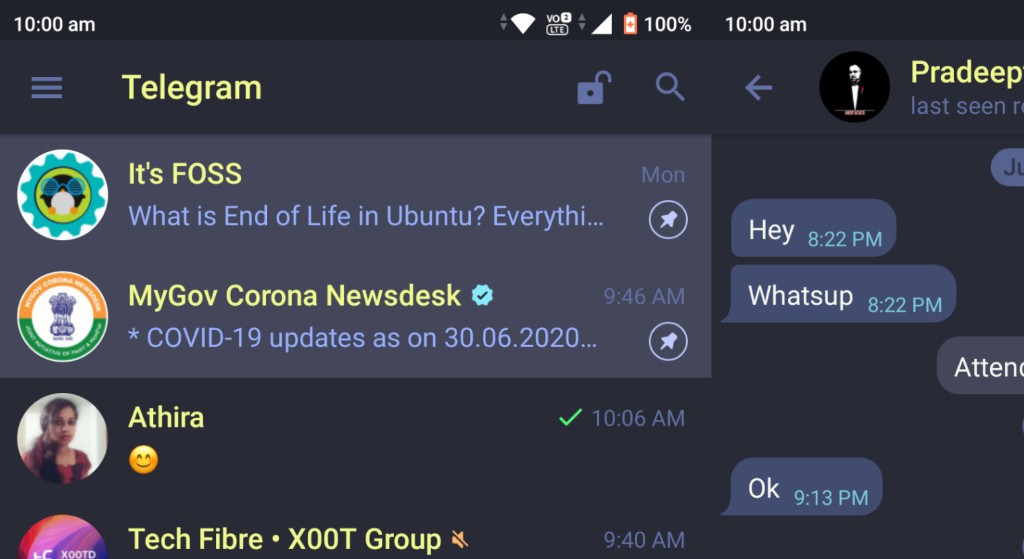 10:00 am
VO 2
LTE
100%
Telegram
It's FOSS
Mon
What is End of Life in Ubuntu? Everythi...
MyGov Corona Newsdesk
9:46 AM
* COVID-19 updates as on 30.06.2020...
Athira
10:06 AM
Tech Fibre • X00T Group
9:40 AM
X00TD
10:00 am
Pradeep
last seen
Hey 8:22 PM
Whatsup 8:22 PM
Ok 9:13 PM